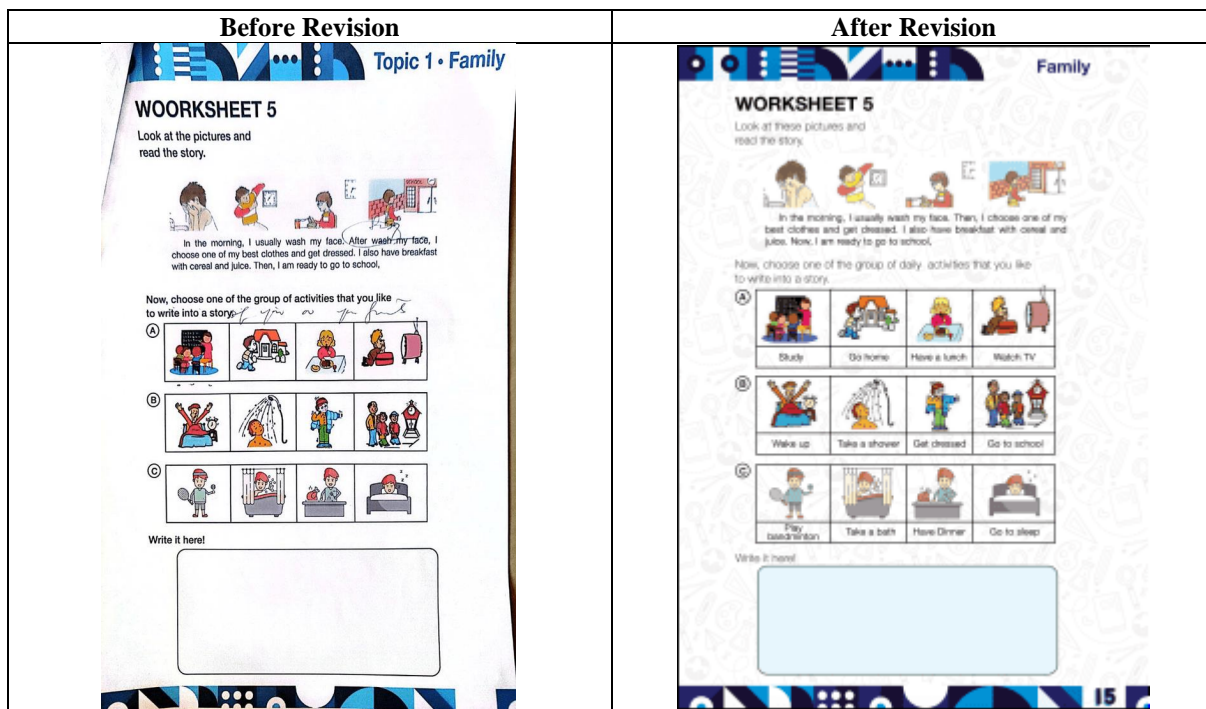 Before Revision
After Revision
Topic 1 • Family
WOORKSHEET 5
Look at the pictures and
read the story.
SCHOOL
In the morning, I usually wash my face. After wash my face, I
choose one of my best clothes and get dressed. I also have breakfast
with cereal and juice. Then, I am ready to go to school,
Now, choose one of the group of activities that you like
to write into a story.
A
B
C
Write it here!
Family
WORKSHEET 5
Look at these pictures and
read the story.
In the morning, I usually wash my face. Then, I choose one of my
best clothes and get dressed. I also have breakfast with cereal and
juice. Now, I am ready to go to school,
Now, choose one of the group of daily activities that you like
to write into a story.
A
Study Go home Have a lunch Watch TV
B
Wake up Take a shower Get dressed Go to school
C
Play
Take a bath Have Dinner Go to sleep
Write it here!
15